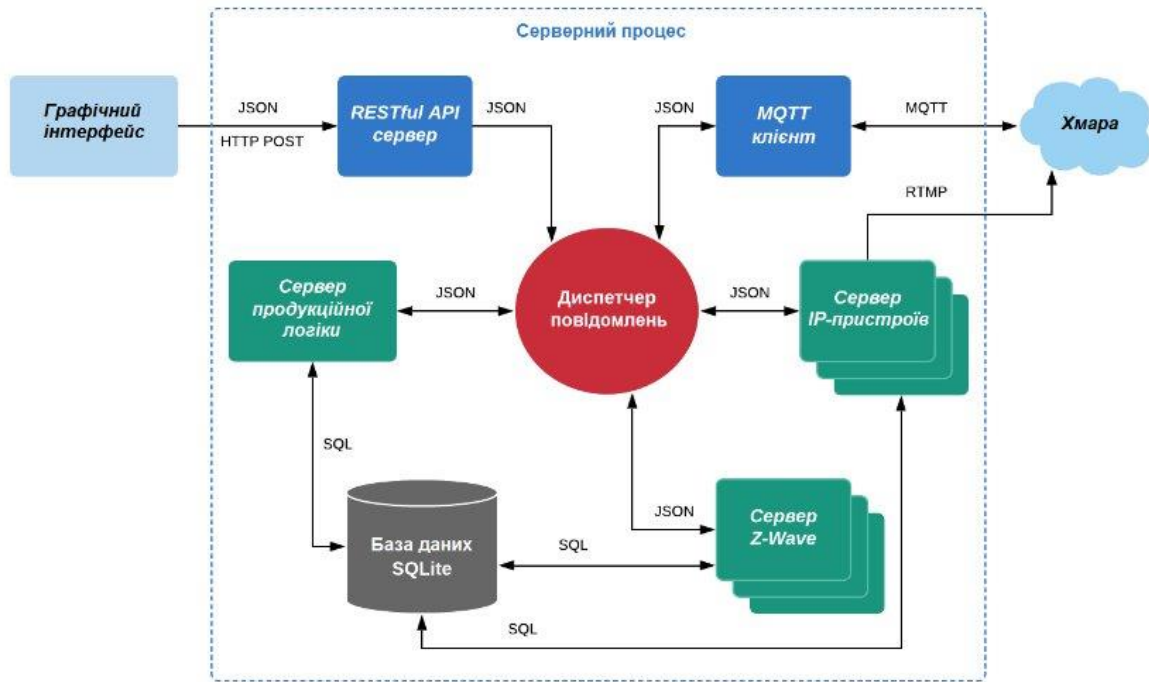 Серверний процес
Графічний
інтерфейс
JSON
HTTP POST
RESTful API
сервер
JSON
JSON
MQTT
клієнт
MQTT
Хмара
RTMP
Сервер
продукційної
логіки
JSON
Диспетчер
повідомлень
JSON
Сервер
IP-пристроїв
SQL
База даних
SQLite
SQL
JSON
Сервер
Z-Wave
SQL